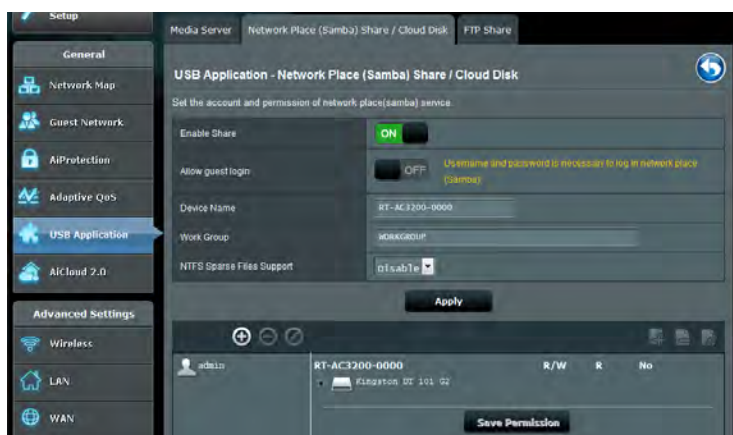 Setup
Media Server
Network Place (Samba) Share / Cloud Disk
FTP Share
General
Network Map
Guest Network
AiProtection
Adaptive QoS
USB Application
AiCloud 2.0
Advanced Settings
Wireless
LAN
WAN
USB Application - Network Place (Samba) Share / Cloud Disk
Set the account and permission of network place(samba) service.
Enable Share
ON
Allow guest login
OFF
Username and password is necessary to log in network place
(Samba)
Device Name
RT-AC3200-0000
Work Group
WORKGROUP
NTFS Sparse Files Support
Disable
Apply
admin
RT-AC3200-0000
R/W
R
No
Kingston DT 101 G2
Save Permission